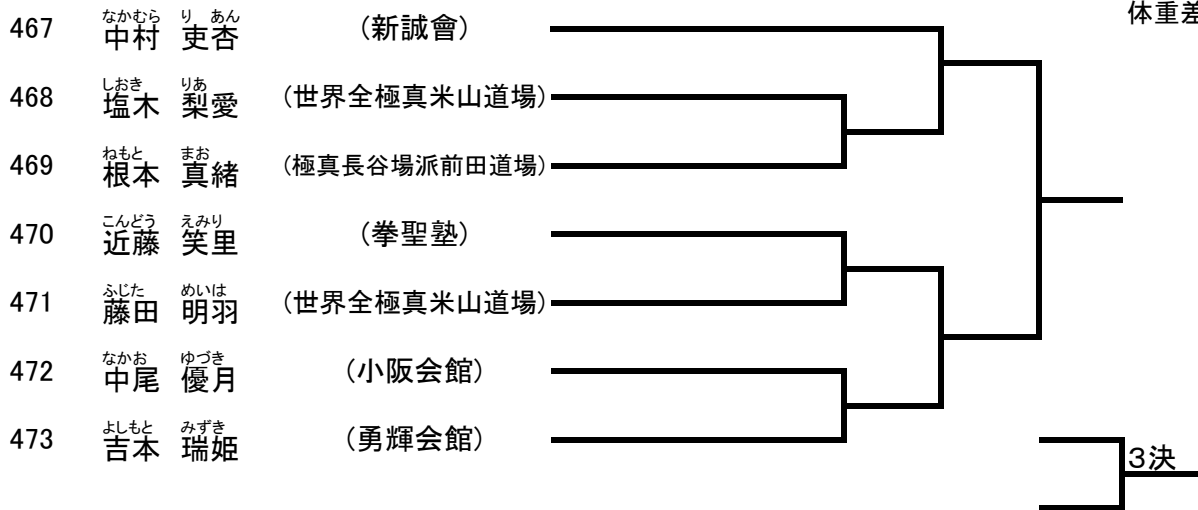 体重差
なかむら り あん
467 中村 吏杏 (新誠會)
しおき りあ
468 塩木 梨愛 (世界全極真米山道場)
ねもと まお
469 根本 真緒 (極真長谷場派前田道場)
こんどう えみり
470 近藤 笑里 (拳聖塾)
ふじた めいは
471 藤田 明羽 (世界全極真米山道場)
なかお ゆづき
472 中尾 優月 (小阪会館)
よしもと みずき
473 吉本 瑞姫 (勇輝会館)
3決